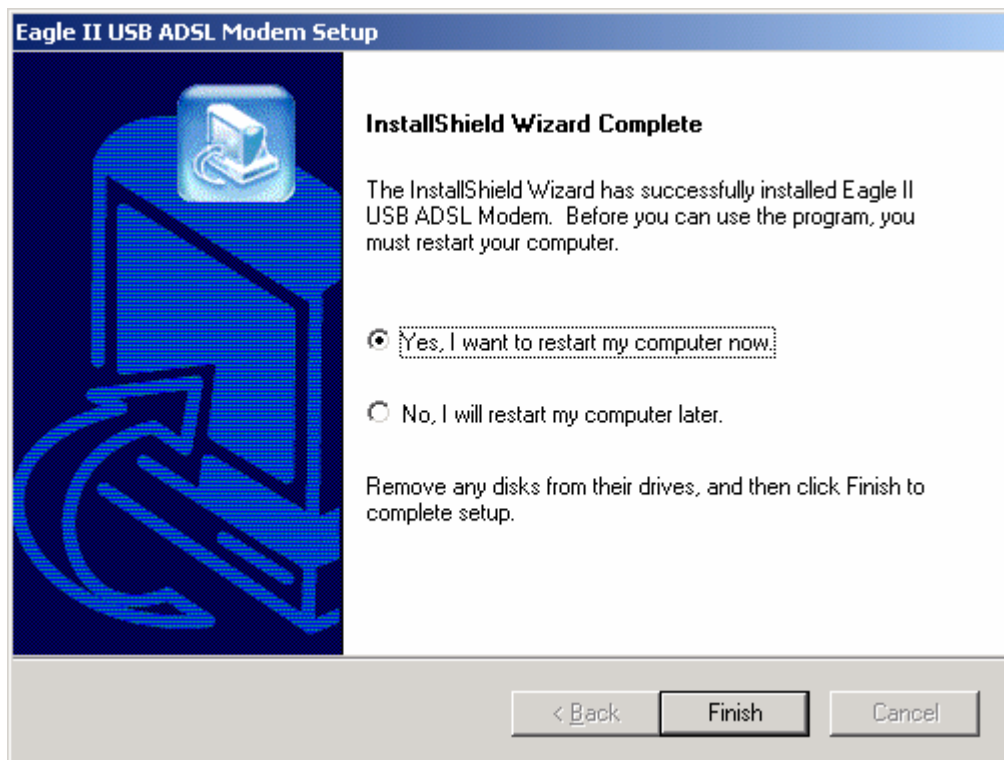 Eagle II USB ADSL Modem Setup
InstallShield Wizard Complete
The InstallShield Wizard has successfully installed Eagle II
USB ADSL Modem. Before you can use the program, you
must restart your computer.
Yes, I want to restart my computer now.
No, I will restart my computer later.
Remove any disks from their drives, and then click Finish to
complete setup.
< Back Finish Cancel